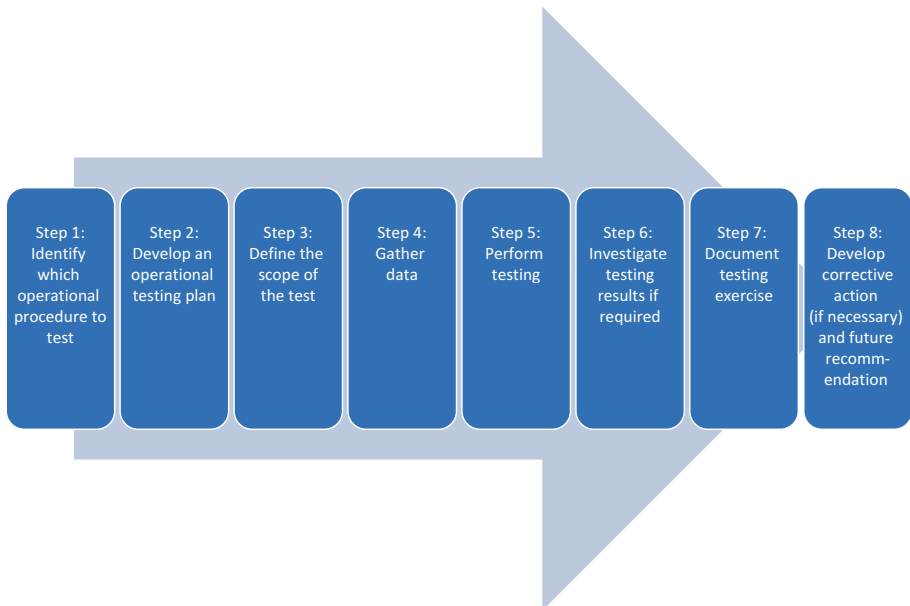 Step 1:
Identify
which
operational
procedure to
test
Step 2:
Develop an
operational
testing plan
Step 3:
Define the
scope of
the test
Step 4:
Gather
data
Step 5:
Perform
testing
Step 6:
Investigate
testing
results if
required
Step 7:
Document
testing
exercise
Step 8:
Develop
corrective
action
(if necessary)
and future
recomm-
endation